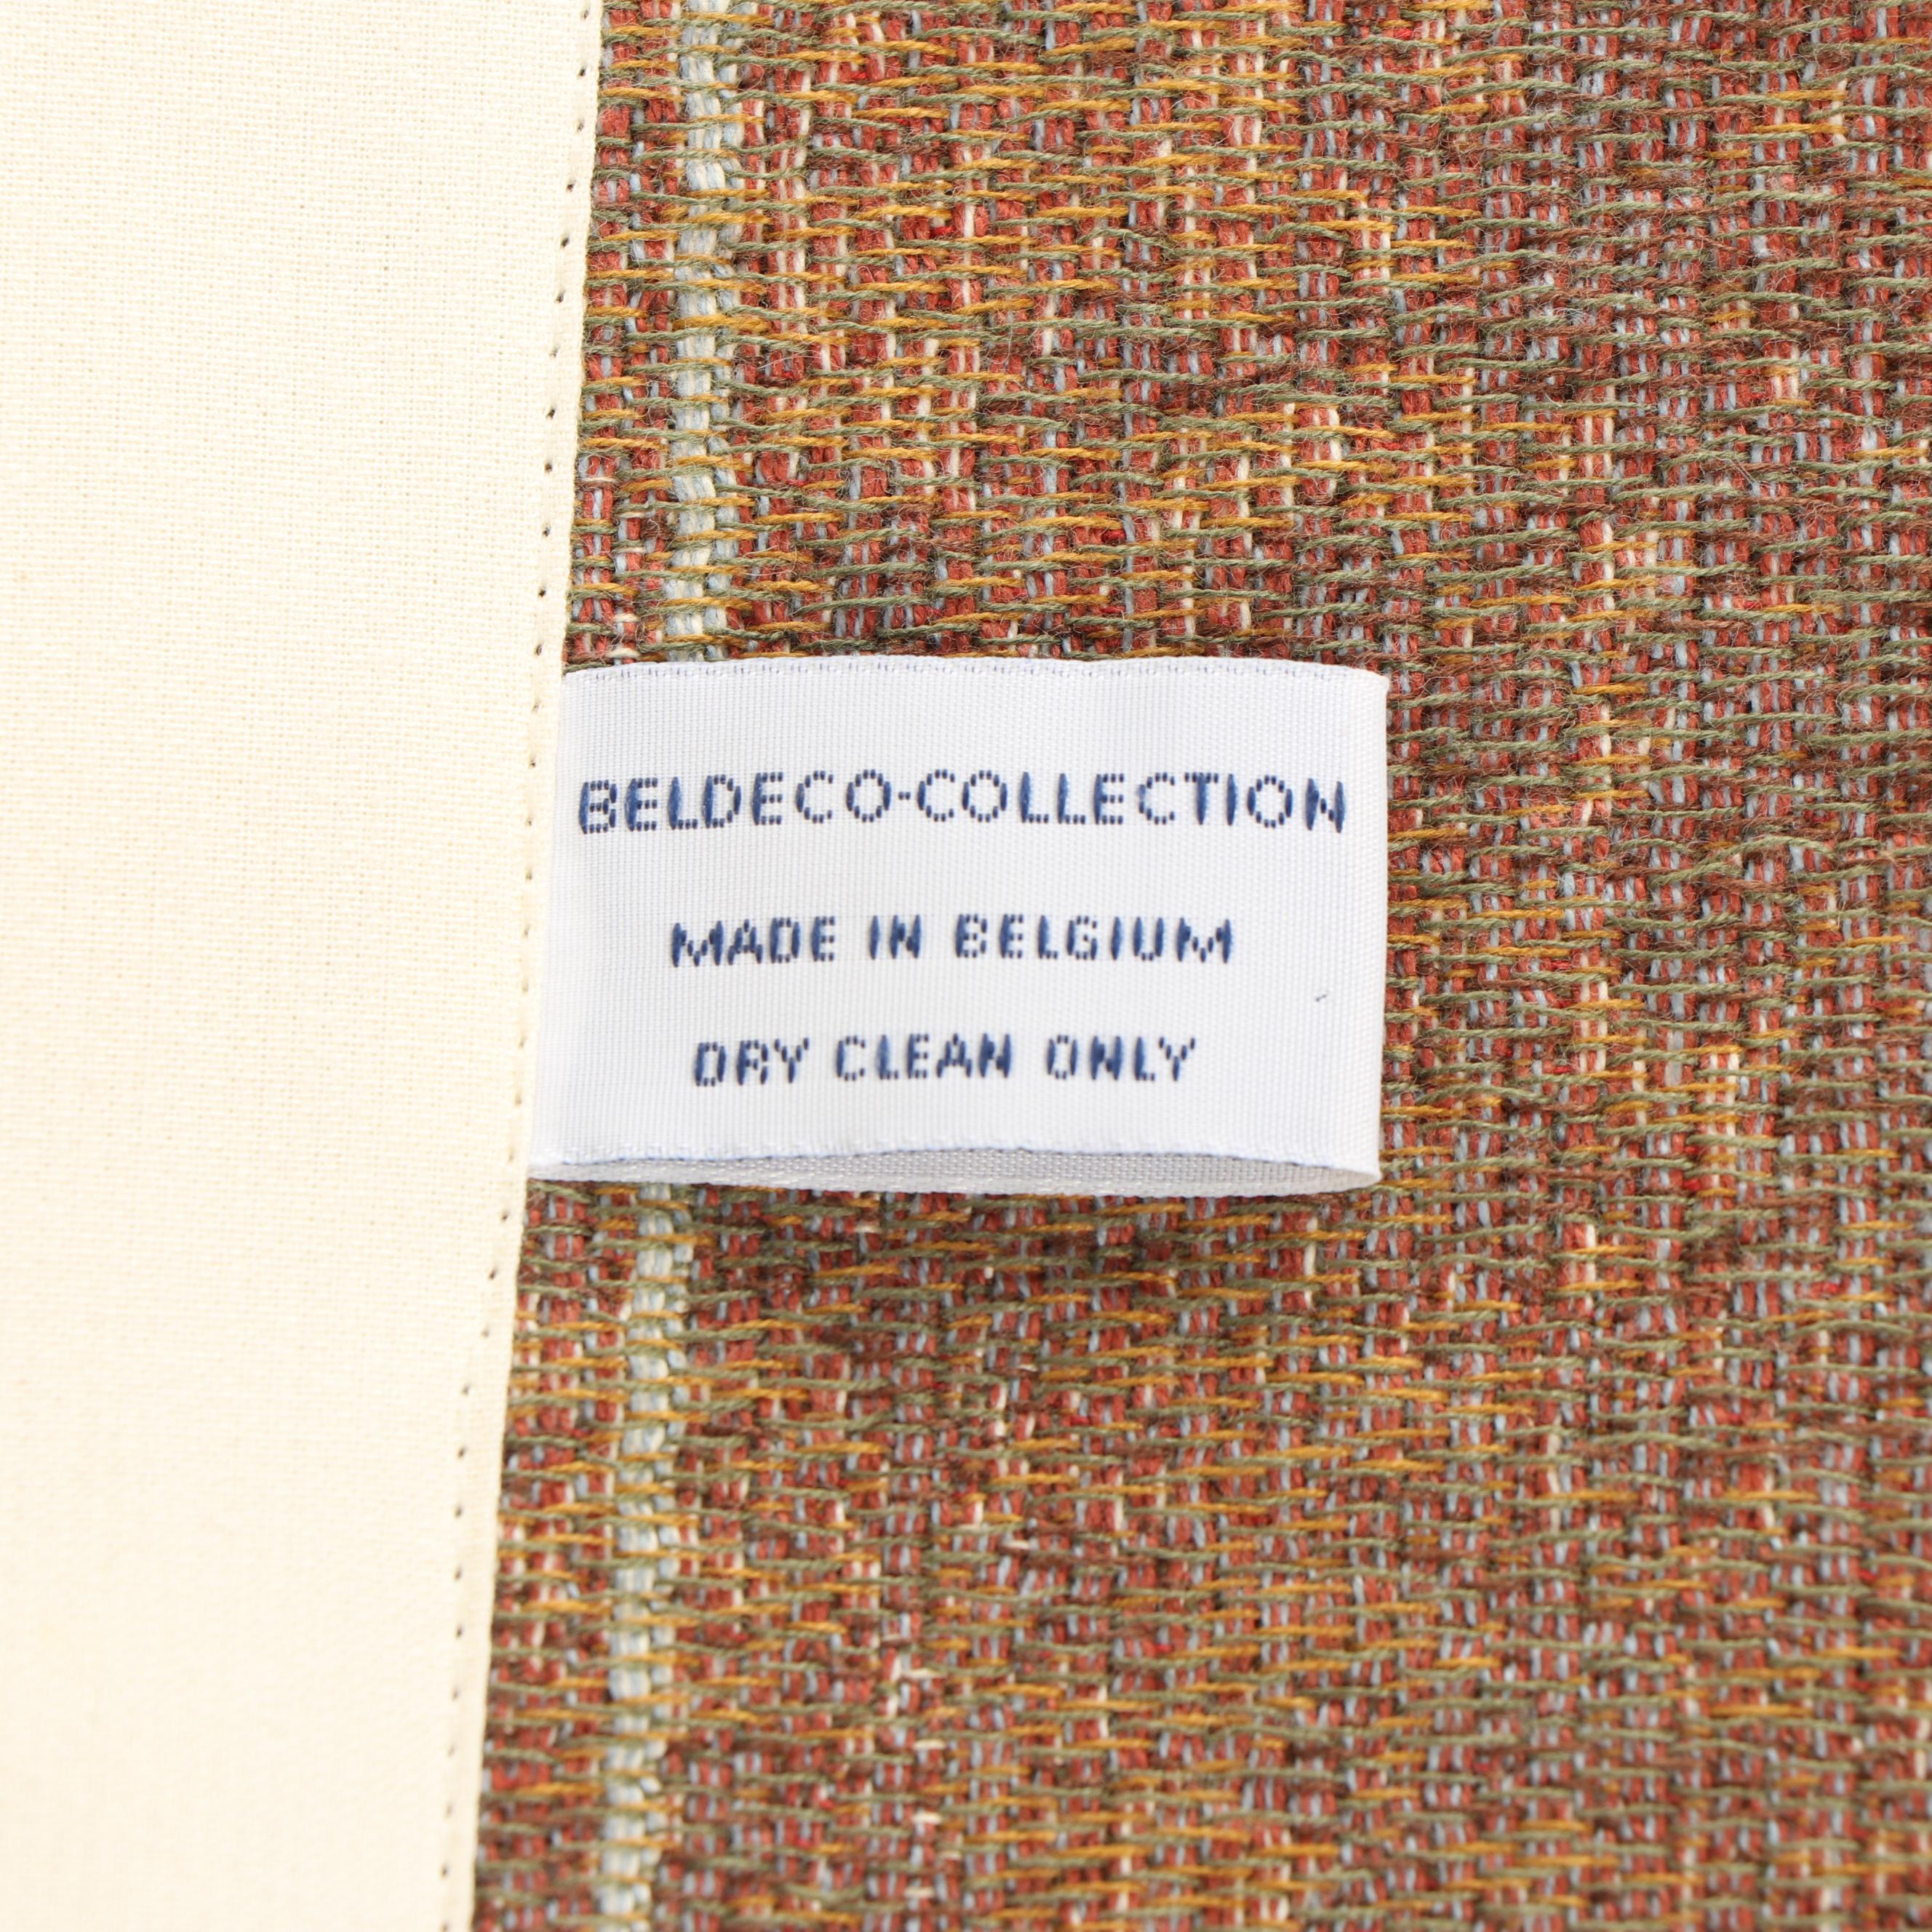 BELDECO-COLLECTION
MADE IN BELGIUM
DRY CLEAN ONLY